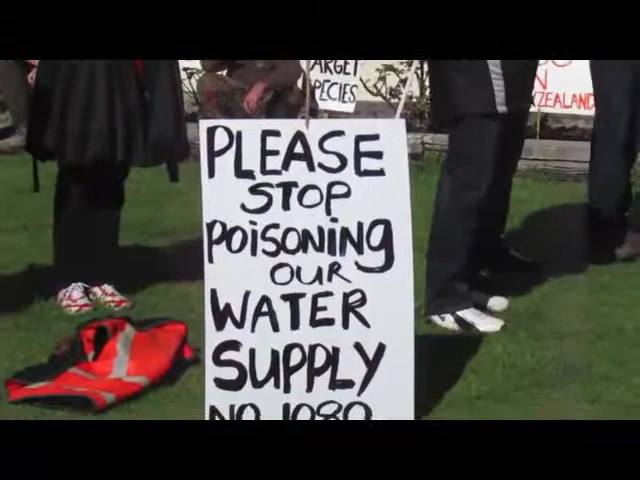 ARGET
PECIES
N
ZEALAND
PLEASE
STOP
POiSONiNg
OUR
WATER
SUPPLY
NO 1080